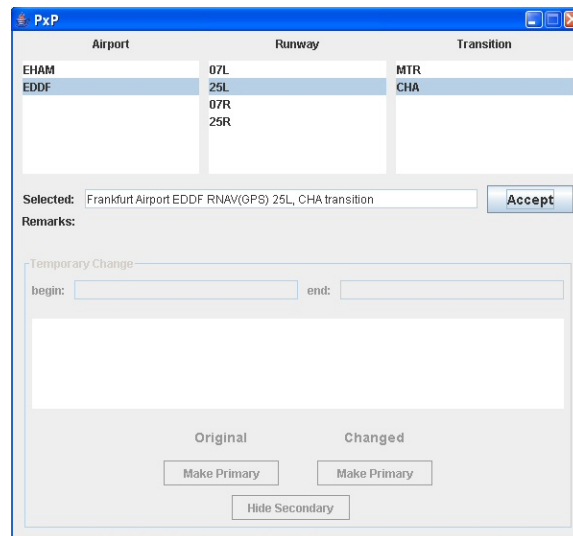 PxP
Airport Runway Transition
EHAM 07L MTR
EDDF 25L CHA
07R
25R
Selected: Frankfurt Airport EDDF RNAV(GPS) 25L, CHA transition Accept
Remarks:
Temporary Change
begin: end:
Original Changed
Make Primary Make Primary
Hide Secondary